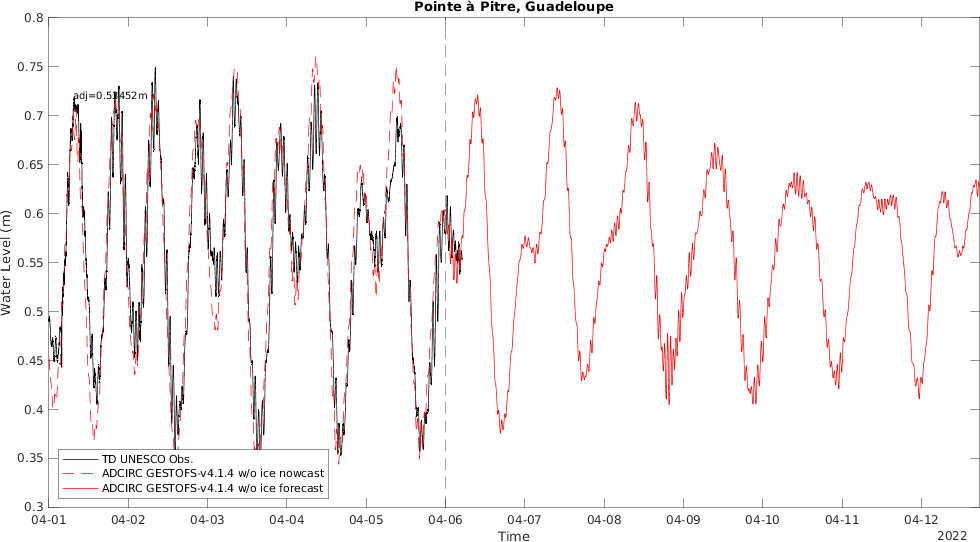 Pointe à Pitre, Guadeloupe
0.8
0.75
0.7
0.65
0.6
0.55
0.5
0.45
0.4
0.35
0.3
Water Level (m)
adj=0.53452m
TD UNESCO Obs.
ADCIRC GESTOFS-v4.1.4 w/o ice nowcast
ADCIRC GESTOFS-v4.1.4 w/o ice forecast
04-01 04-02 04-03 04-04 04-05 04-06 04-07 04-08 04-09 04-10 04-11 04-12
Time
2022